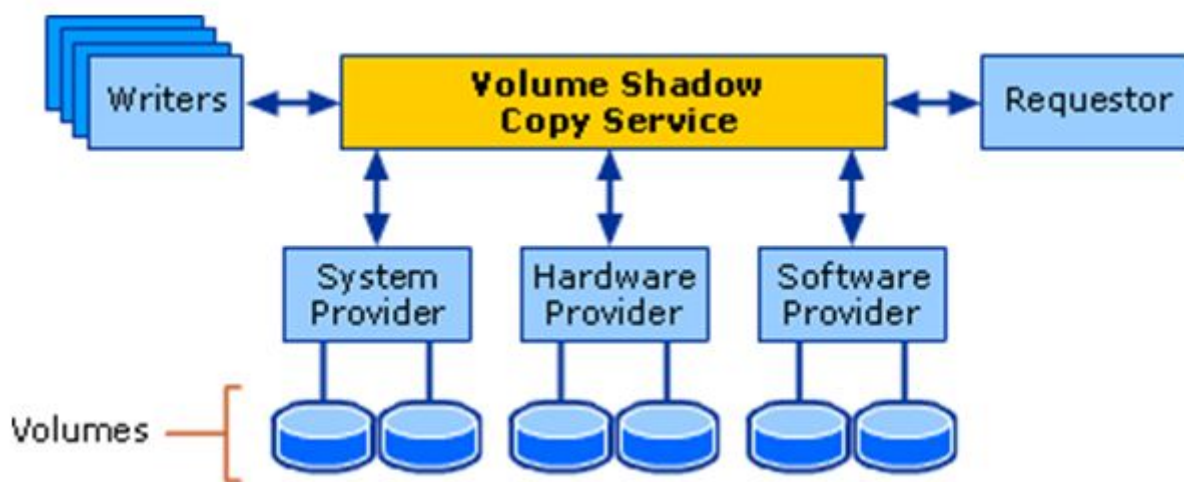 Writers
Volume Shadow
Copy Service
Requestor
System
Provider
Hardware
Provider
Software
Provider
Volumes